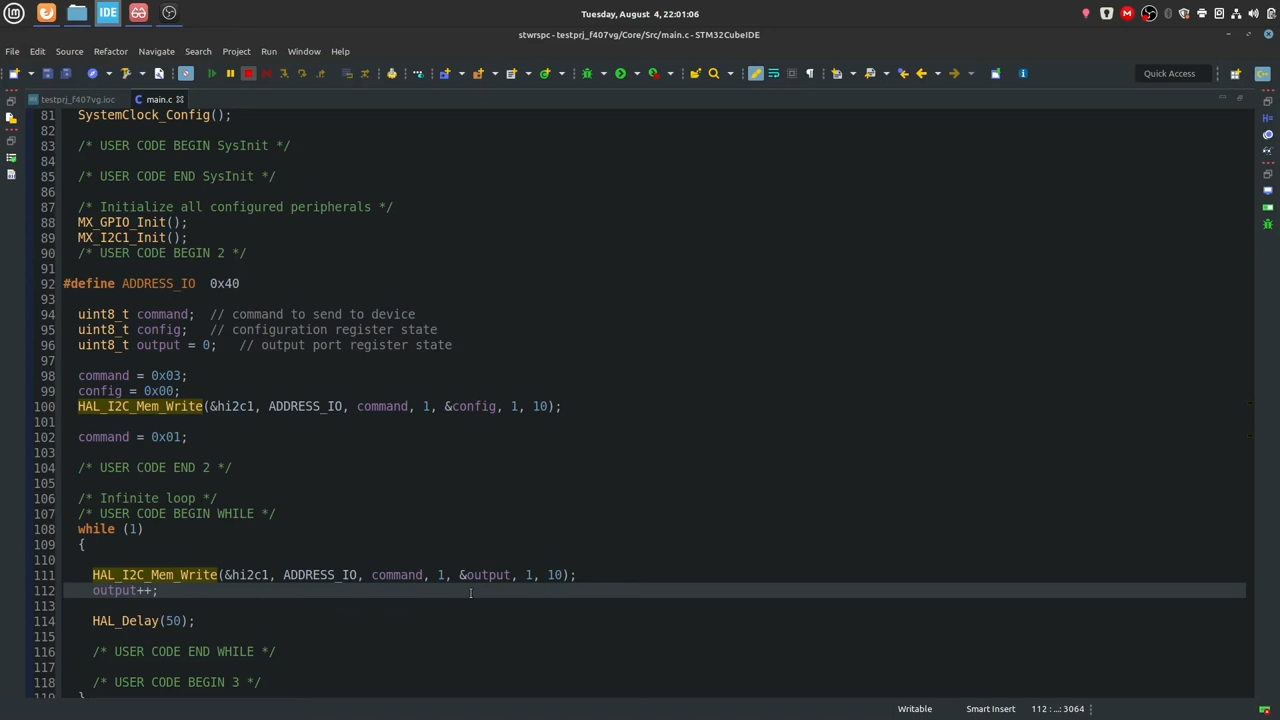 Tuesday, August  4, 22:01:06
stwrspc - testprj_f407vg/Core/Src/main.c - STM32CubeIDE
IDE
File Edit Source Refactor Navigate Search Project Run Window Help
Quick Access
testprj_f407vg.ioc main.c
81 SystemClock_Config();
82
83 /* USER CODE BEGIN SysInit */
84
85 /* USER CODE END SysInit */
86
87 /* Initialize all configured peripherals */
88 MX_GPIO_Init();
89 MX_I2C1_Init();
90 /* USER CODE BEGIN 2 */
91
92 #define ADDRESS_IO  0x40
93
94 uint8_t command;  // command to send to device
95 uint8_t config;   // configuration register state
96 uint8_t output = 0;   // output port register state
97
98 command = 0x03;
99 config = 0x00;
100 HAL_I2C_Mem_Write(&hi2c1, ADDRESS_IO, command, 1, &config, 1, 10);
101
102 command = 0x01;
103
104 /* USER CODE END 2 */
105
106 /* Infinite loop */
107 /* USER CODE BEGIN WHILE */
108 while (1)
109 {
110
111 HAL_I2C_Mem_Write(&hi2c1, ADDRESS_IO, command, 1, &output, 1, 10);
112 output++;
113
114 HAL_Delay(50);
115
116 /* USER CODE END WHILE */
117
118 /* USER CODE BEGIN 3 */
119 }
Writable Smart Insert 112 : ...: 3064